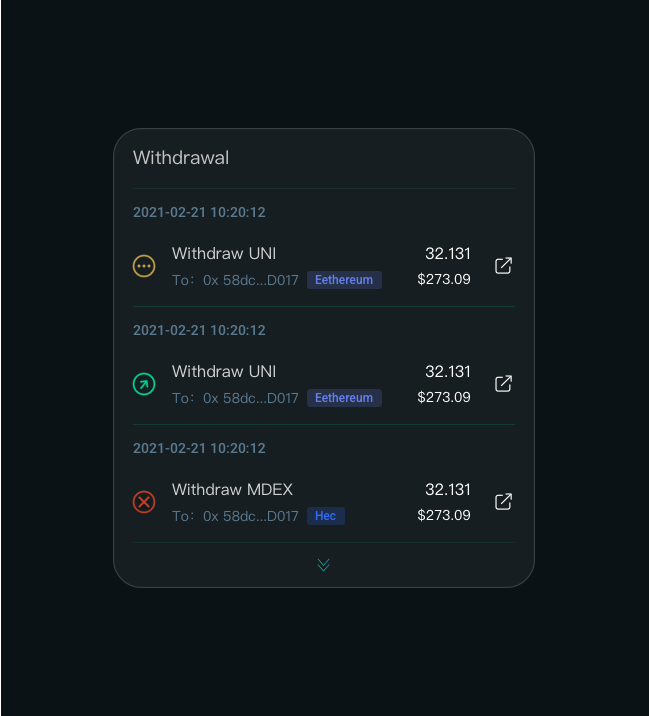 Withdrawal
2021-02-21 10:20:12
Withdraw UNI 32.131
To： 0x 58dc...D017 Eethereum $273.09
2021-02-21 10:20:12
Withdraw UNI 32.131
To： 0x 58dc...D017 Eethereum $273.09
2021-02-21 10:20:12
Withdraw MDEX 32.131
To： 0x 58dc...D017 Hec $273.09